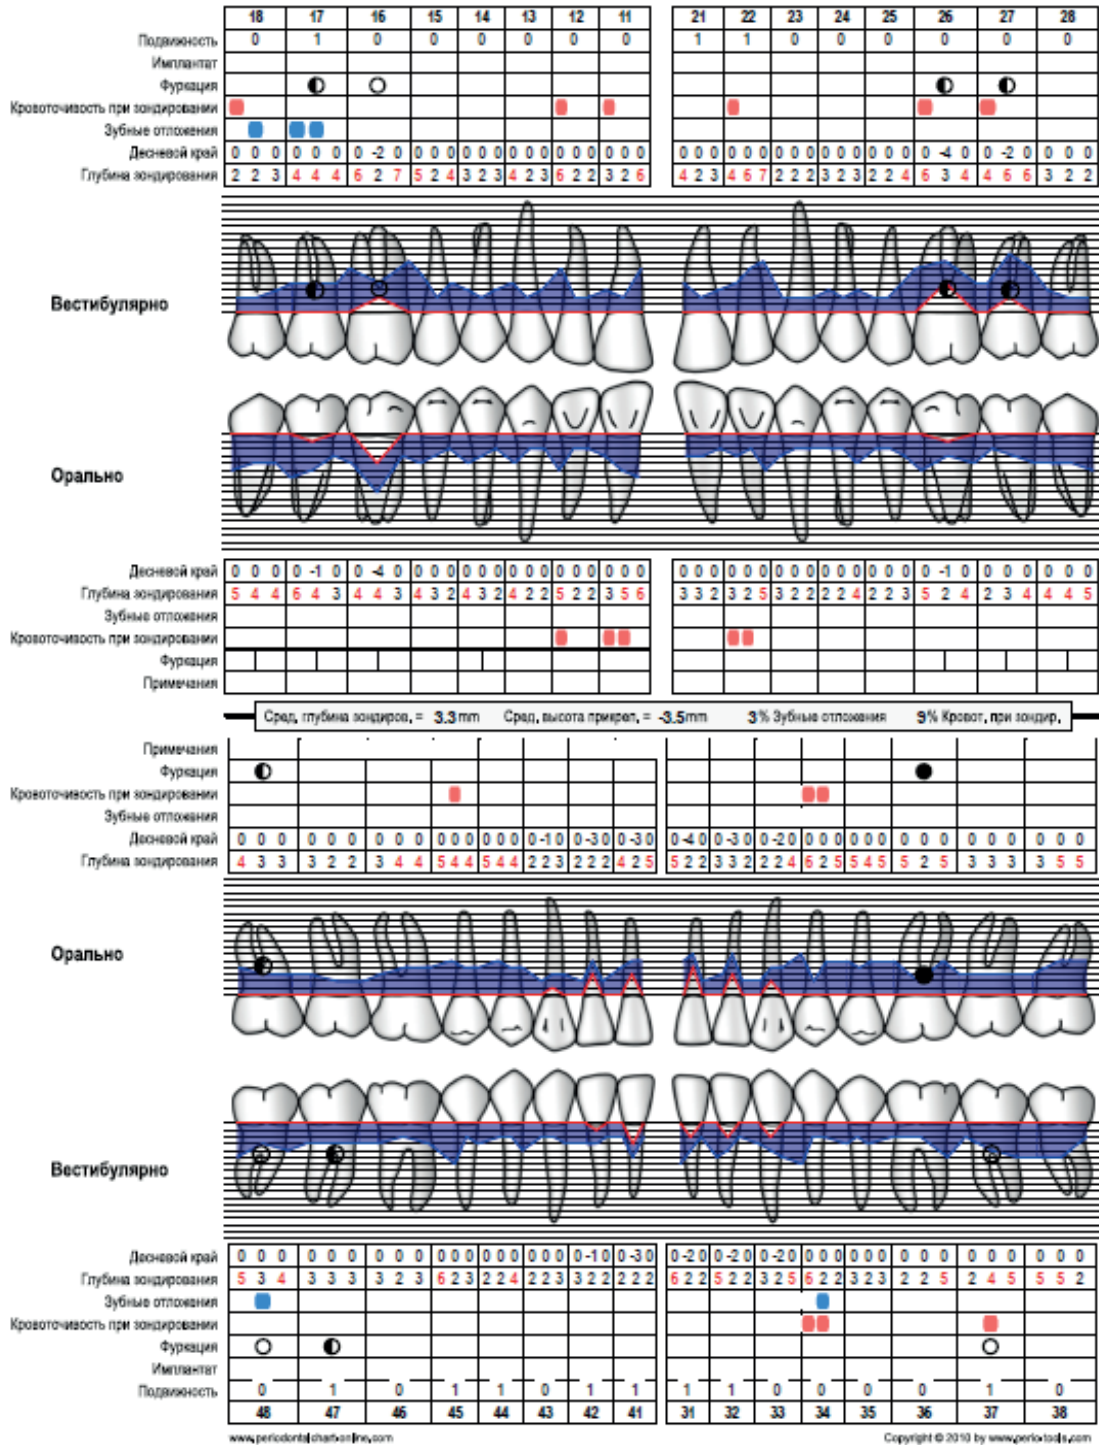 18 17 16 15 14 13 12 11 21 22 23 24 25 26 27 28
Подвижность 0 1 0 0 0 0 0 0 1 1 0 0 0 0 0 0
Имплантат
Фуркация
Кровоточивость при зондировании
Зубные отложения
Десневой край 0 0 0 0 0 0 0 -2 0 0 0 0 0 0 0 0 0 0 0 0 0 0 0 0 0 0 0 0 0 0 0 0 0 0 0 0 0 0 0 0 -4 0 0 -2 0 0 0 0
Глубина зондирования 2 2 3 4 4 4 6 2 7 5 2 4 3 2 3 4 2 3 6 2 2 3 2 6 4 2 3 4 6 7 2 2 2 3 2 3 2 2 4 6 3 4 4 6 6 3 2 2
Вестибулярно
Орально
Десневой край 0 0 0 0 -1 0 0 -4 0 0 0 0 0 0 0 0 0 0 0 0 0 0 0 0 0 0 0 0 0 0 0 0 0 0 0 0 0 0 0 0 -1 0 0 0 0 0 0 0
Глубина зондирования 5 4 4 6 4 3 4 4 3 4 3 2 4 3 2 4 2 2 5 2 2 3 5 6 3 3 2 3 2 5 3 2 2 2 2 4 2 2 3 5 2 4 2 3 4 4 4 5
Зубные отложения
Кровоточивость при зондировании
Фуркация
Примечания
Сред. глубина зондиров. = 3.3mm Сред. высота прикреп. = -3.5mm 3% Зубные отложения 9% Кровот. при зондир.
Примечания
Фуркация
Кровоточивость при зондировании
Зубные отложения
Десневой край 0 0 0 0 0 0 0 0 0 0 0 0 0 0 0 0 -1 0 0 -3 0 0 -3 0 0 -4 0 0 -3 0 0 -2 0 0 0 0 0 0 0 0 0 0 0 0 0 0 0 0
Глубина зондирования 4 3 3 3 2 2 3 4 4 5 4 4 5 4 4 2 2 3 2 2 2 4 2 5 5 2 2 3 3 2 2 2 4 6 2 5 5 4 5 5 2 5 3 3 3 3 5 5
Орально
Вестибулярно
Десневой край 0 0 0 0 0 0 0 0 0 0 0 0 0 0 0 0 0 0 0 -1 0 0 -3 0 0 -2 0 0 -2 0 0 -2 0 0 0 0 0 0 0 0 0 0 0 0 0 0 0 0
Глубина зондирования 5 3 4 3 3 3 3 2 3 6 2 3 2 2 4 2 2 3 3 2 2 2 2 2 6 2 2 5 2 2 3 2 5 6 2 2 3 2 3 2 2 5 2 4 5 5 5 2
Зубные отложения
Кровоточивость при зондировании
Фуркация
Имплантат
Подвижность 0 1 0 1 1 0 1 1 1 1 0 0 0 0 1 0
48 47 46 45 44 43 42 41 31 32 33 34 35 36 37 38
www.periodontalchart-online.com Copyright © 2010 by www.perio-tools.com